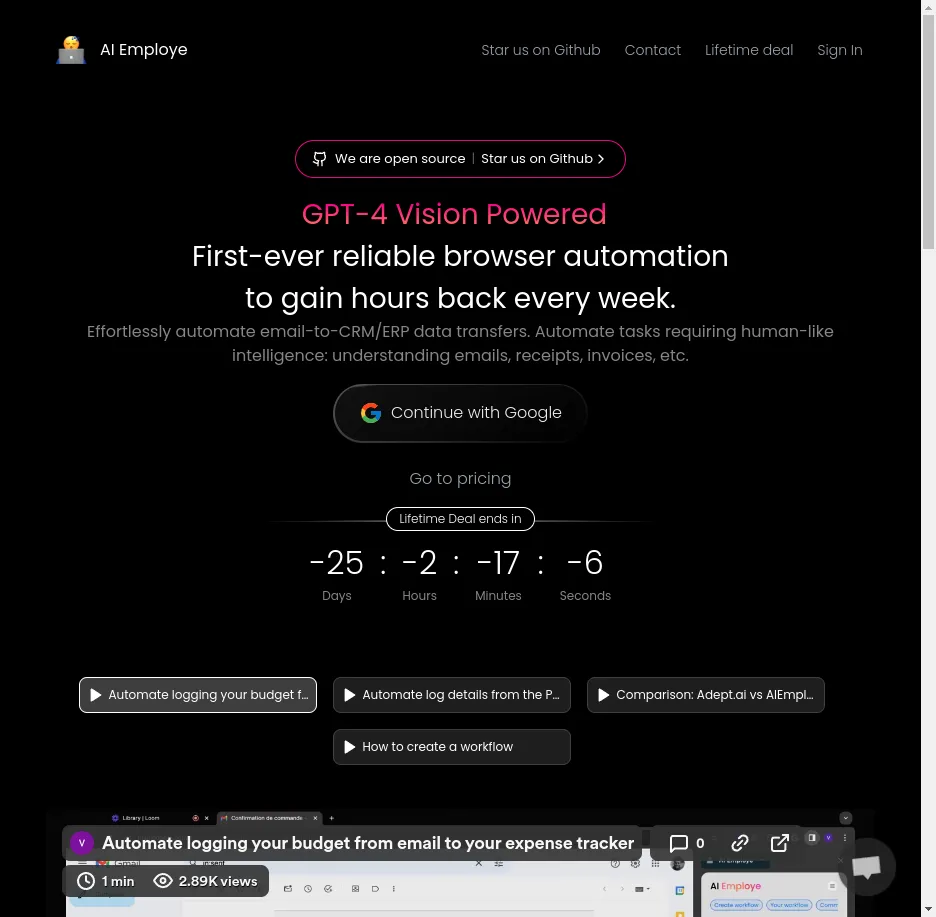 AI Employe
Star us on Github
Contact
Lifetime deal
Sign In
We are open source | Star us on Github
GPT-4 Vision Powered
First-ever reliable browser automation
to gain hours back every week.
Effortlessly automate email-to-CRM/ERP data transfers. Automate tasks requiring human-like
intelligence: understanding emails, receipts, invoices, etc.
Continue with Google
Go to pricing
Lifetime Deal ends in
-25 : -2 : -17 : -6
Days Hours Minutes Seconds
Automate logging your budget f...
Automate log details from the P...
Comparison: Adept.ai vs AIEmpl...
How to create a workflow
Library | Loom
Confirmation de commande
V
Automate logging your budget from email to your expense tracker
0
1 min
2.89K views
Gmail
AI Employe
Create workflow
Your workflow
Comm